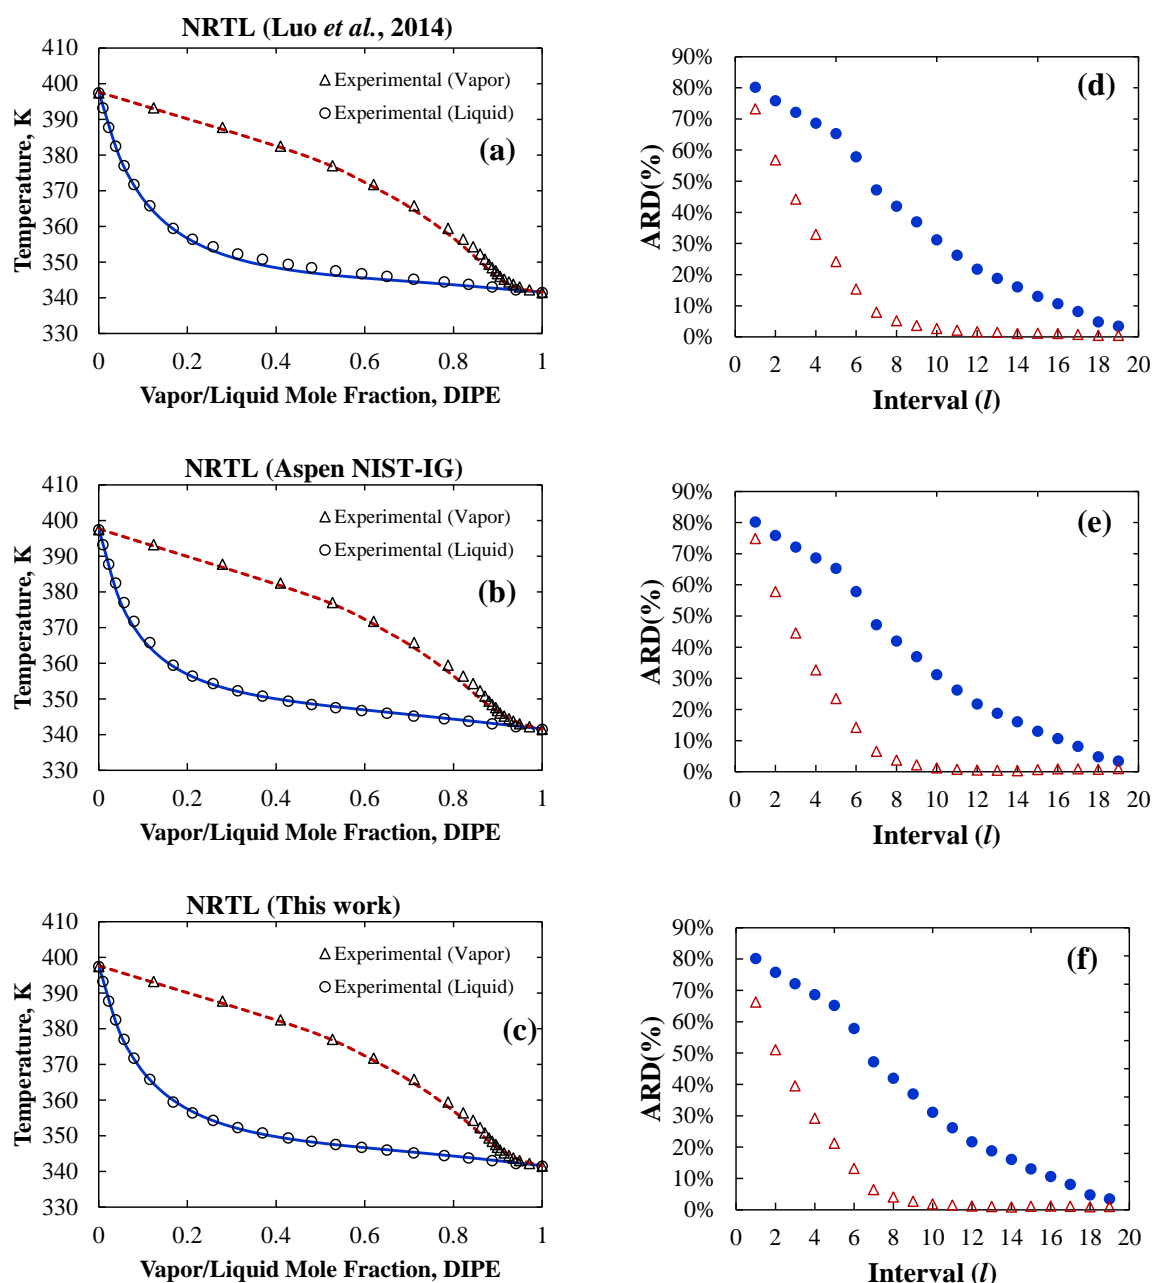 NRTL (Luo et al., 2014)
410
400
390
380
370
360
350
340
330
Temperature, K
Experimental (Vapor)
Experimental (Liquid)
(a)
0 0.2 0.4 0.6 0.8 1
Vapor/Liquid Mole Fraction, DIPE
90%
80%
70%
60%
50%
40%
30%
20%
10%
0%
ARD(%)
(d)
0 2 4 6 8 10 12 14 16 18 20
Interval (l)
NRTL (Aspen NIST-IG)
410
400
390
380
370
360
350
340
330
Temperature, K
Experimental (Vapor)
Experimental (Liquid)
(b)
0 0.2 0.4 0.6 0.8 1
Vapor/Liquid Mole Fraction, DIPE
90%
80%
70%
60%
50%
40%
30%
20%
10%
0%
ARD(%)
(e)
0 2 4 6 8 10 12 14 16 18 20
Interval (l)
NRTL (This work)
410
400
390
380
370
360
350
340
330
Temperature, K
Experimental (Vapor)
Experimental (Liquid)
(c)
0 0.2 0.4 0.6 0.8 1
Vapor/Liquid Mole Fraction, DIPE
90%
80%
70%
60%
50%
40%
30%
20%
10%
0%
ARD(%)
(f)
0 2 4 6 8 10 12 14 16 18 20
Interval (l)